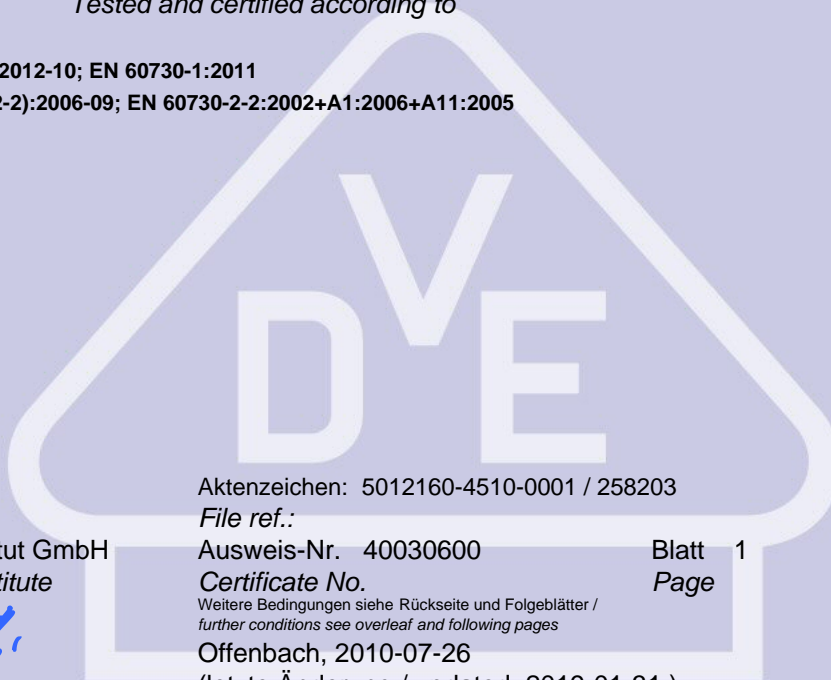 Tested and certified according to
2012-10; EN 60730-1:2011
2-2):2006-09; EN 60730-2-2:2002+A1:2006+A11:2005
VDE
Aktenzeichen: 5012160-4510-0001 / 258203
File ref.:
tut GmbH Ausweis-Nr. 40030600 Blatt 1
titute Certificate No. Page
Weitere Bedingungen siehe Rückseite und Folgeblätter /
further conditions see overleaf and following pages
Offenbach, 2010-07-26